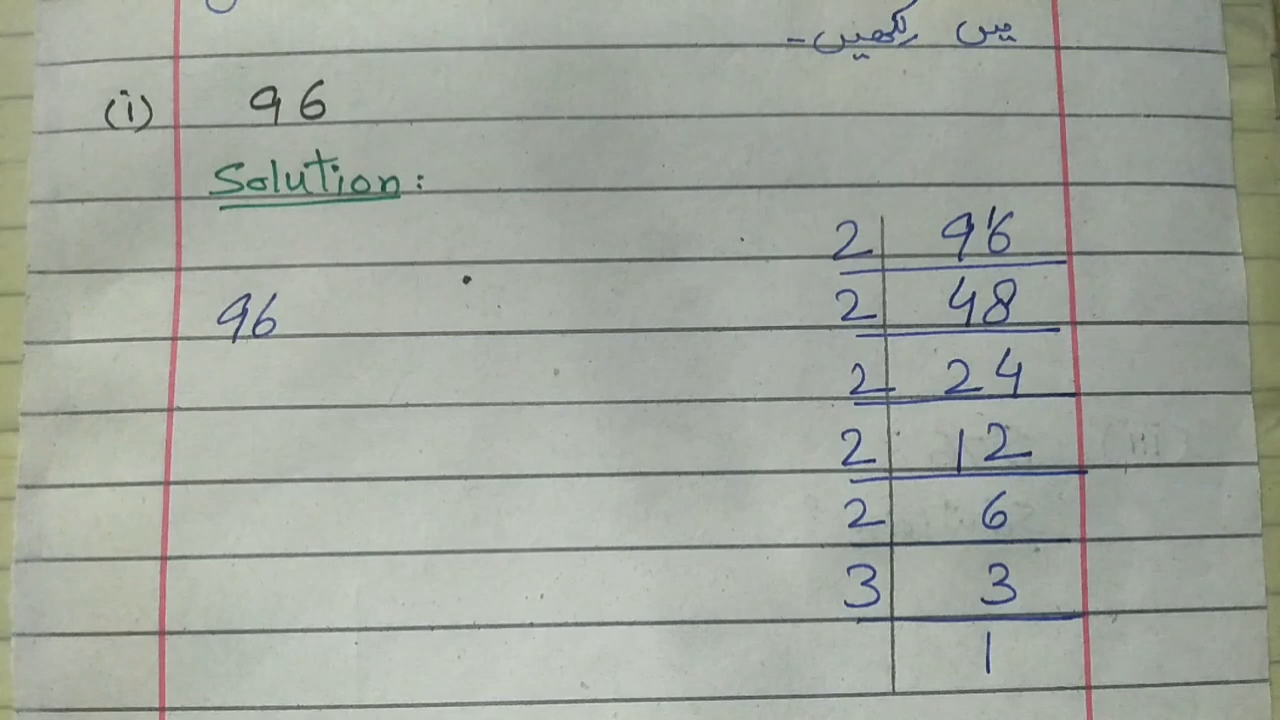 میں لکھیں-
(i) 96
Solution:
2 | 96
96
2 | 48
2 | 24
2 | 12
2 | 6
3 | 3
1